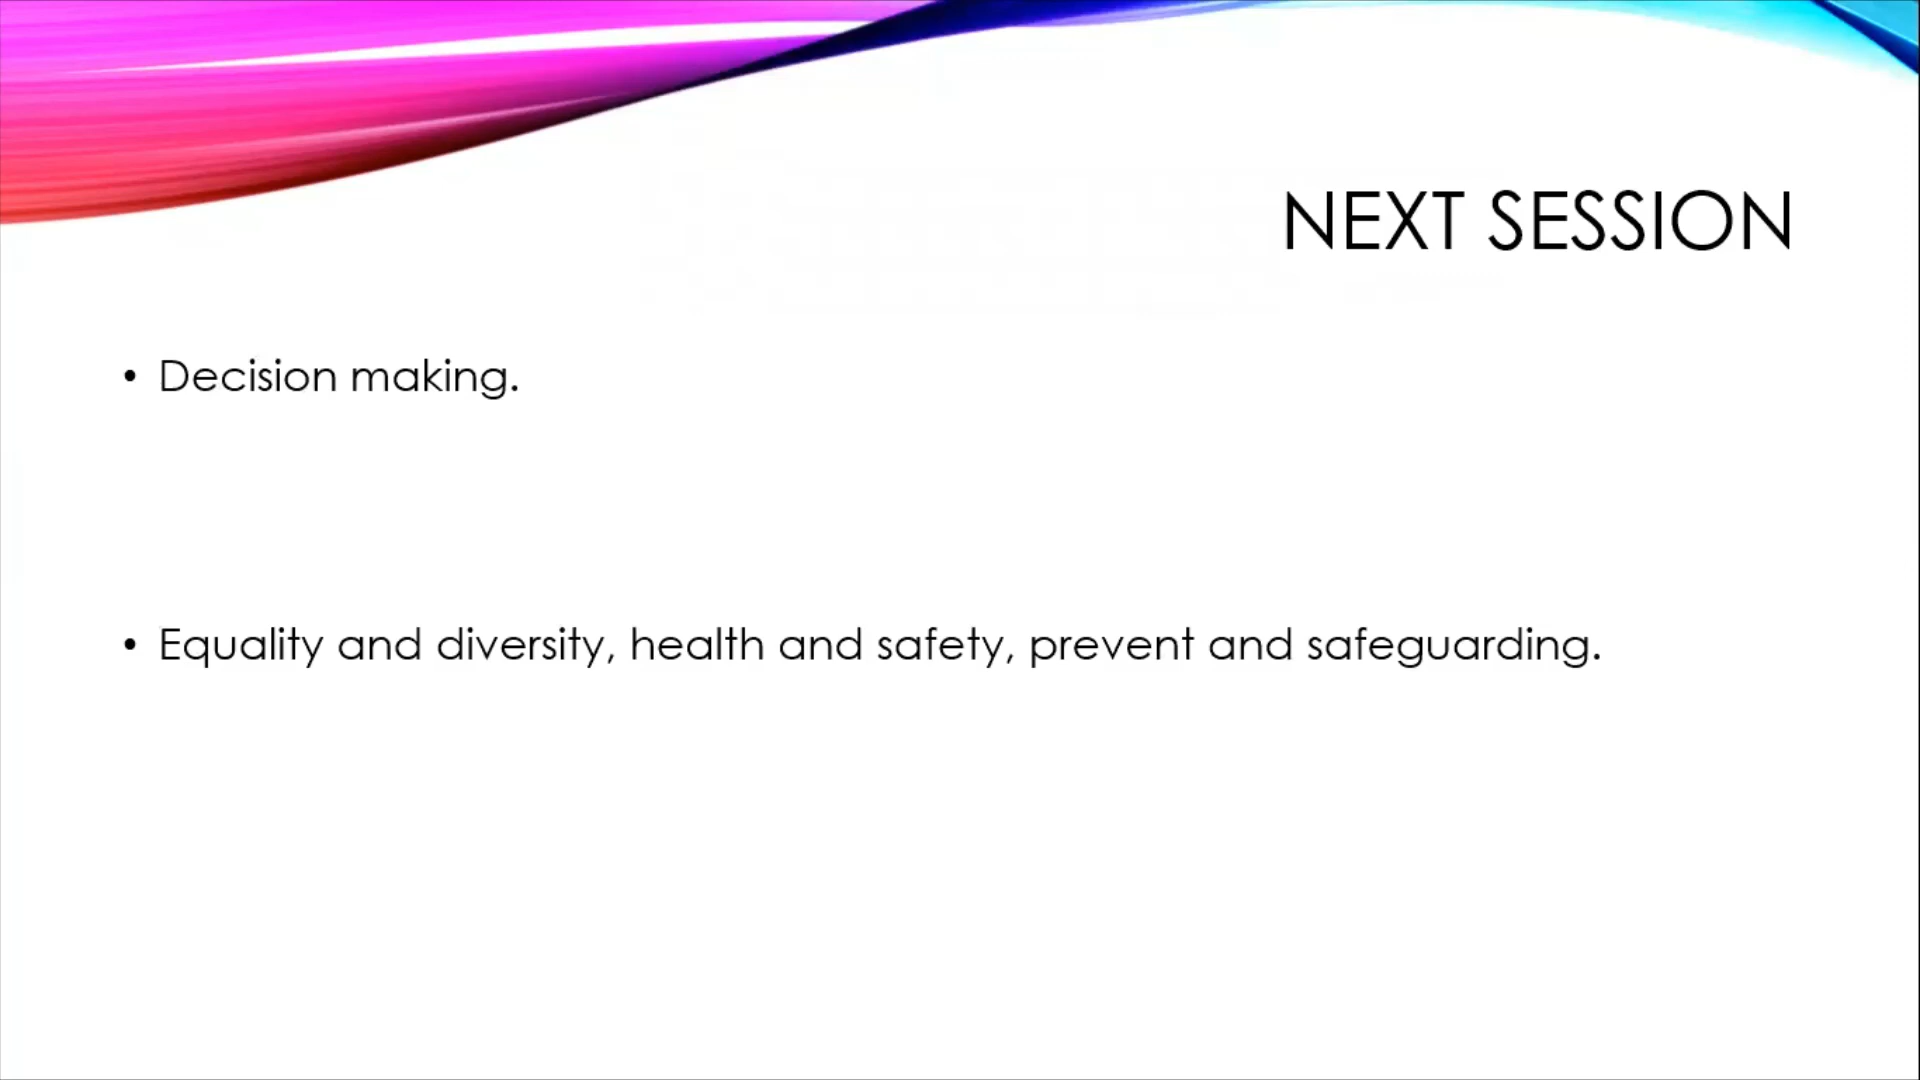 NEXT SESSION
• Decision making.
• Equality and diversity, health and safety, prevent and safeguarding.